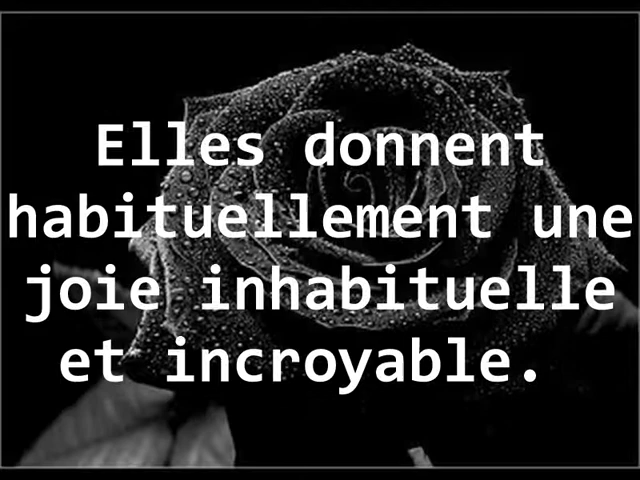 Elles donnent
habituellement une
joie inhabituelle
et incroyable.